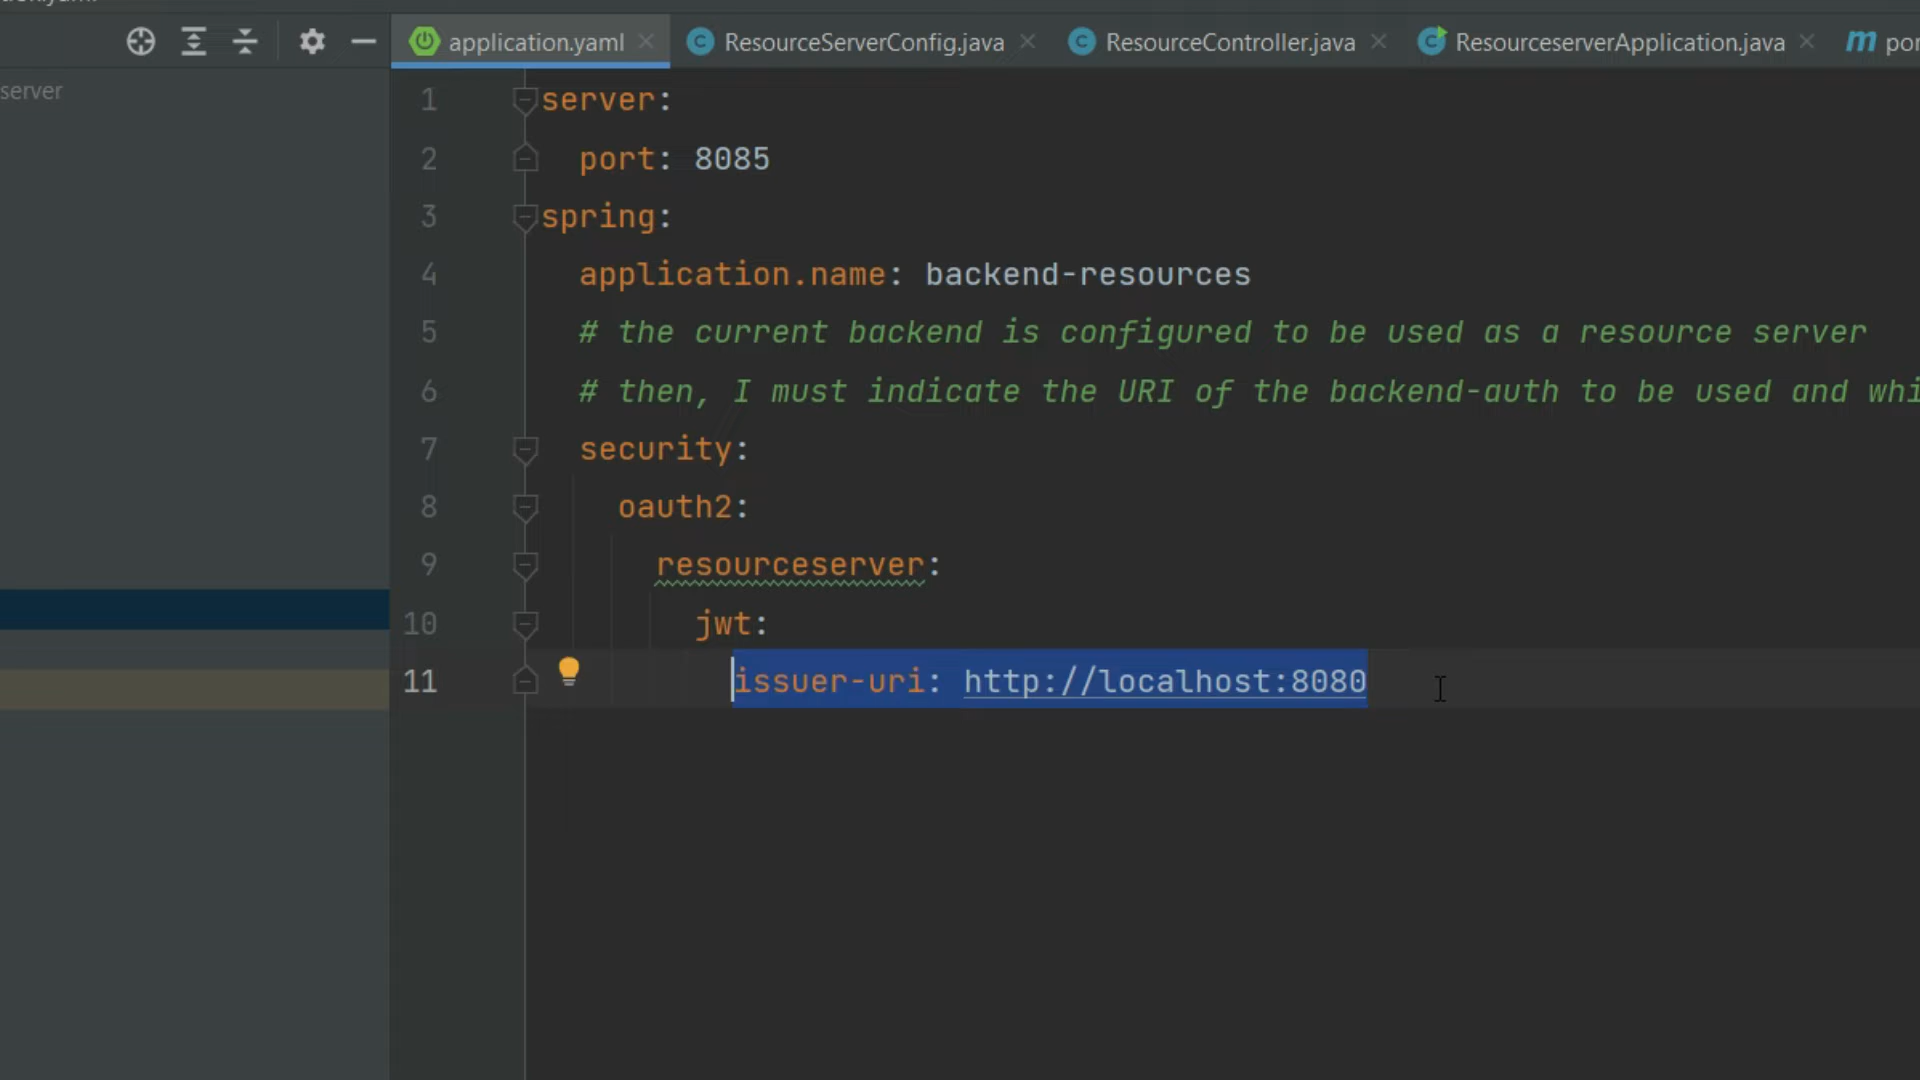 application.yaml ResourceServerConfig.java ResourceController.java ResourceserverApplication.java
server
1 server:
2 port: 8085
3 spring:
4 application.name: backend-resources
5 # the current backend is configured to be used as a resource server
6 # then, I must indicate the URI of the backend-auth to be used and
7 security:
8 oauth2:
9 resourceserver:
10 jwt:
11 issuer-uri: http://localhost:8080